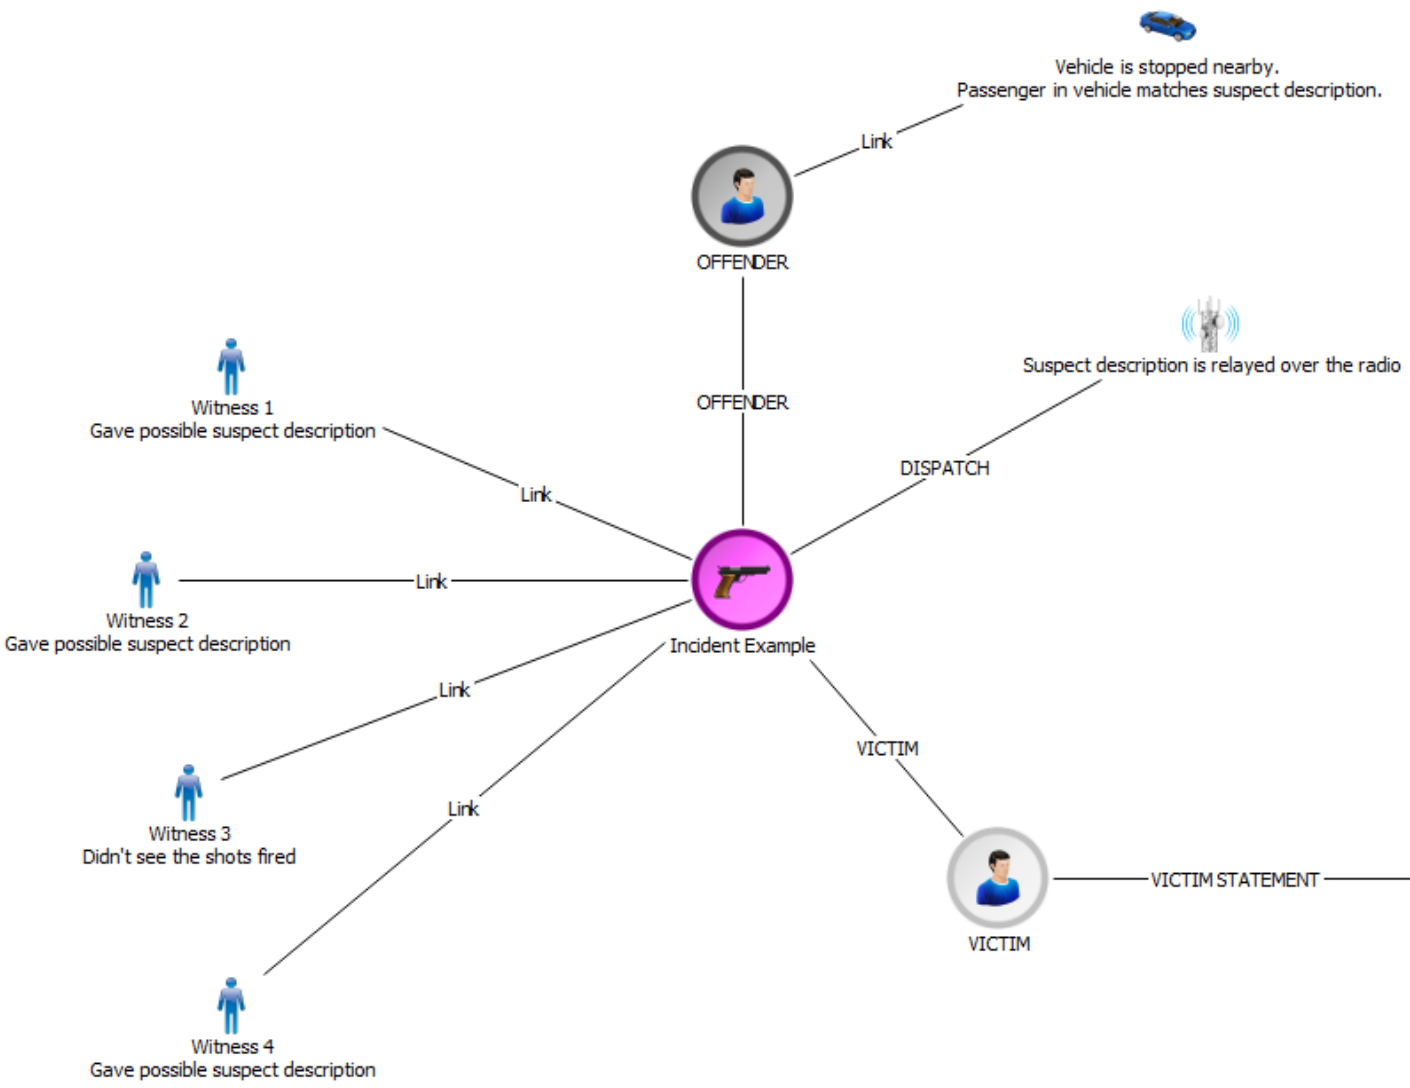 Vehicle is stopped nearby.
Passenger in vehicle matches suspect description.
Link
OFFENDER
Suspect description is relayed over the radio
OFFENDER
Witness 1
Gave possible suspect description
DISPATCH
Link
Link
Witness 2
Gave possible suspect description
Incident Example
Link
VICTIM
Link
Witness 3
Didn't see the shots fired
VICTIM STATEMENT
VICTIM
Witness 4
Gave possible suspect description